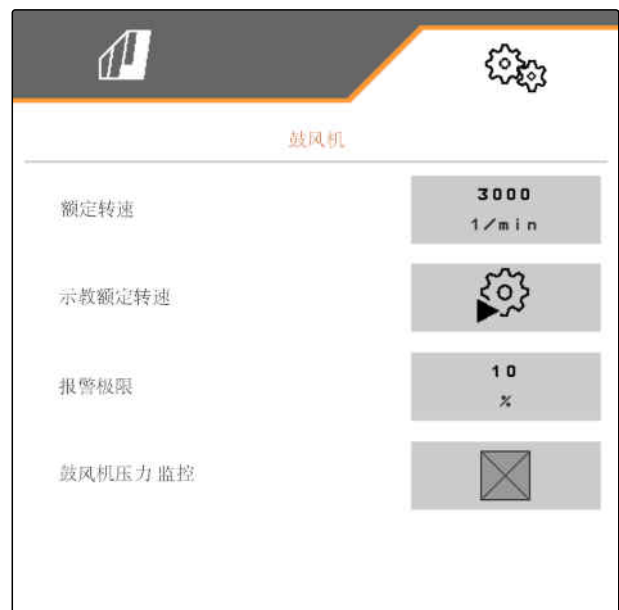 鼓风机
额定转速
3000
1/min
示教额定转速
报警极限
10
%
鼓风机压力 监控